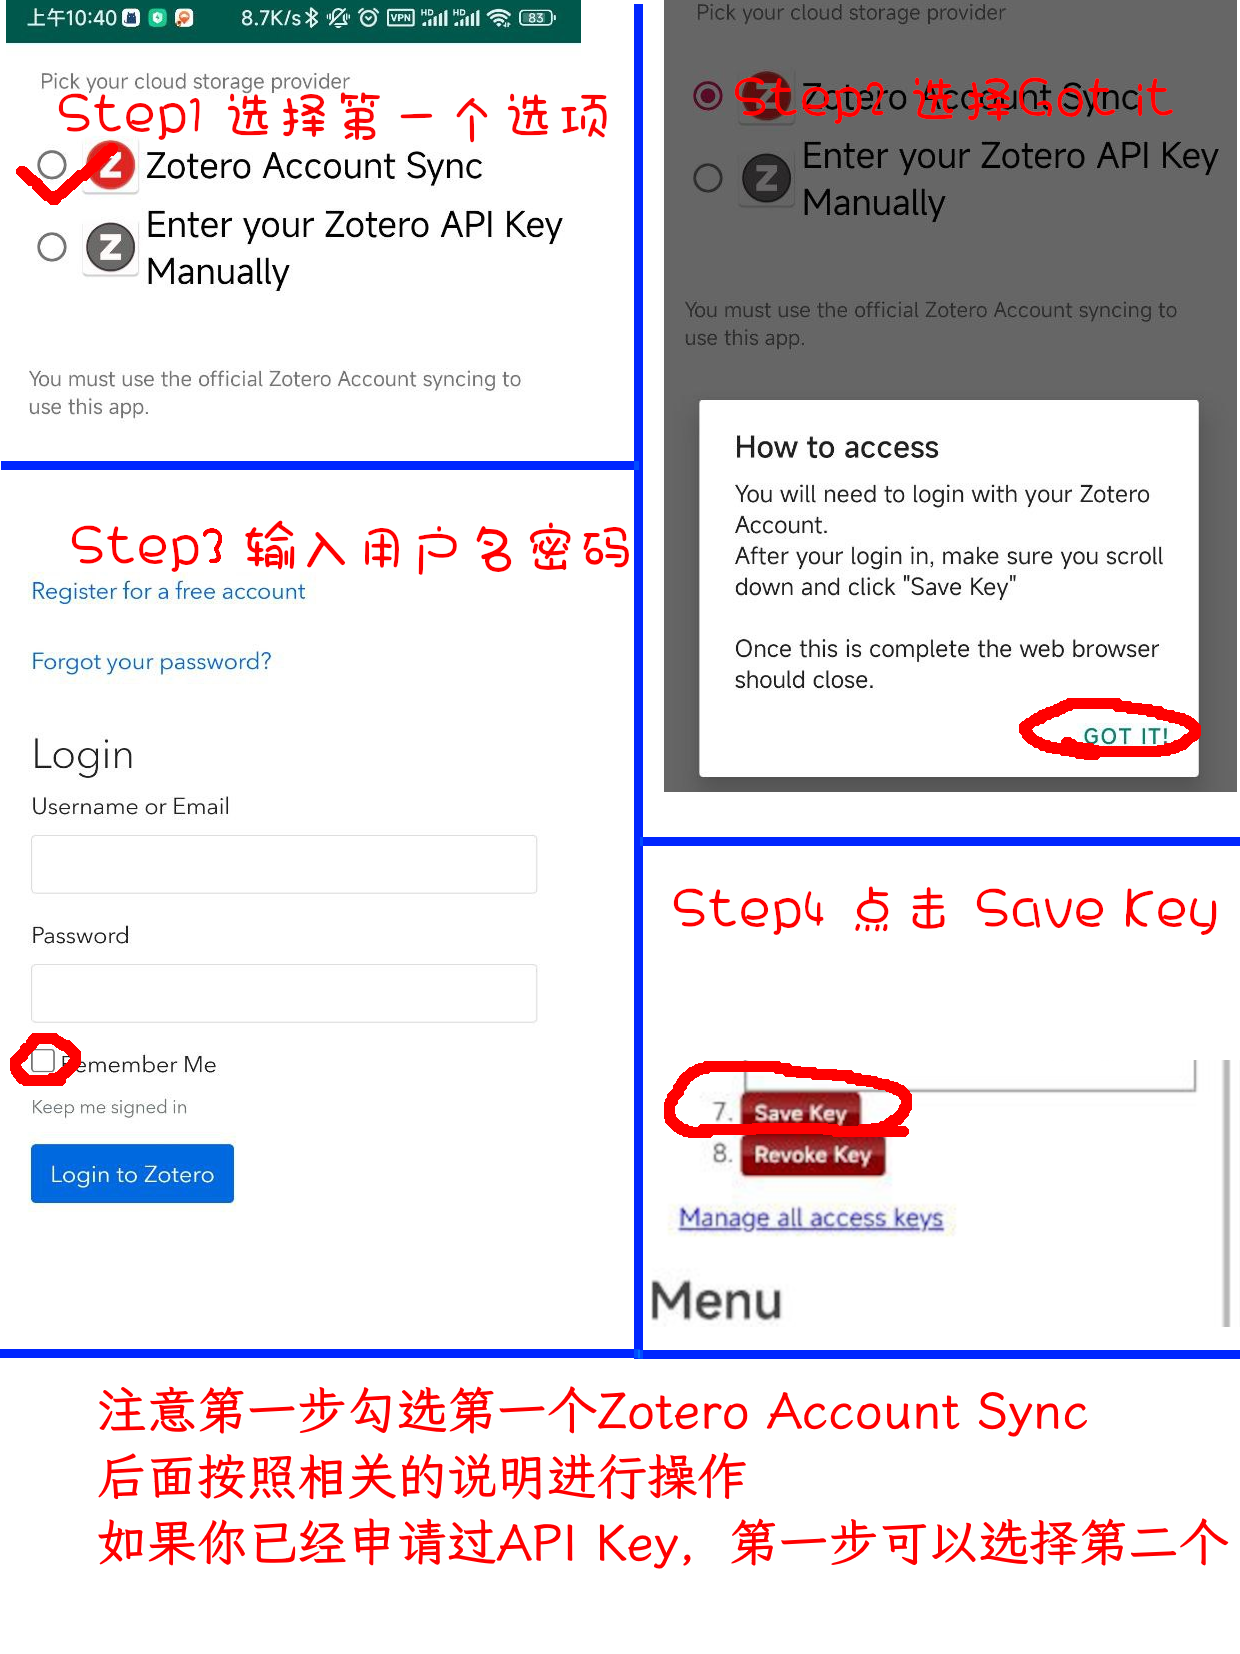 上午10:40
8.7K/s
VPN
HD
HD
83
Pick your cloud storage provider
Step1 选择第一个选项
Zotero Account Sync
Enter your Zotero API Key
Manually
You must use the official Zotero Account syncing to
use this app.
Pick your cloud storage provider
Step2 选择Got it
Zotero Account Sync
Enter your Zotero API Key
Manually
You must use the official Zotero Account syncing to
use this app.
How to access
You will need to login with your Zotero
Account.
After your login in, make sure you scroll
down and click "Save Key"
Once this is complete the web browser
should close.
GOT IT!
Step3 输入用户名密码
Register for a free account
Forgot your password?
Login
Username or Email
Password
Remember Me
Keep me signed in
Login to Zotero
Step4 点击 Save Key
7. Save Key
8. Revoke Key
Manage all access keys
Menu
注意第一步勾选第一个Zotero Account Sync
后面按照相关的说明进行操作
如果你已经申请过API Key，第一步可以选择第二个